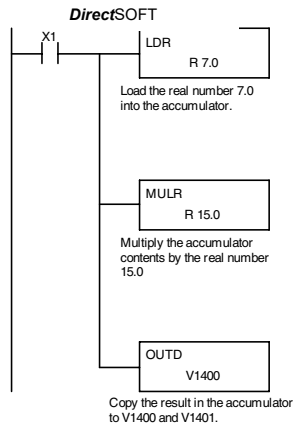 DirectSOFT
X1
LDR
R 7.0
Load the real number 7.0
into the accumulator.
MULR
R 15.0
Multiply the accumulator
contents by the real number
15.0
OUTD
V1400
Copy the result in the accumulator
to V1400 and V1401.